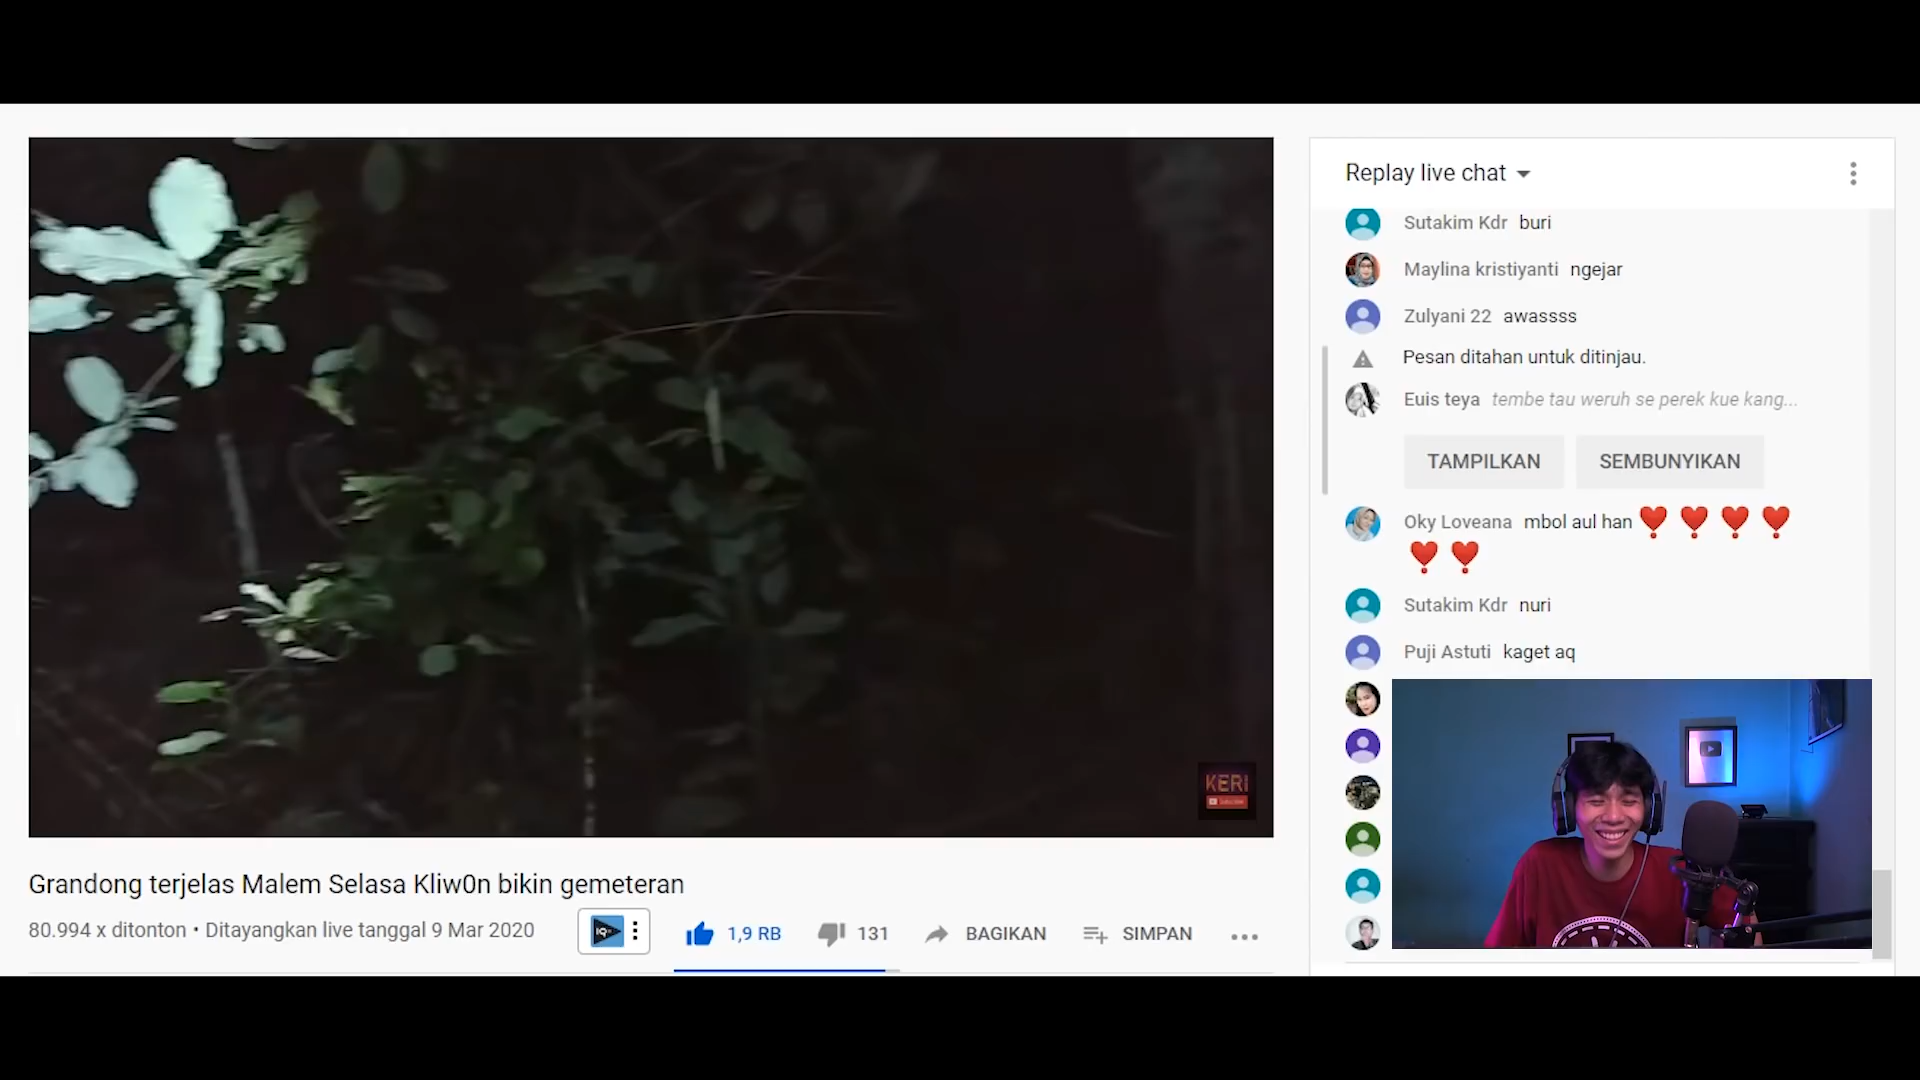 Replay live chat
Sutakim Kdr buri
Maylina kristiyanti ngejar
Zulyani 22 awassss
Pesan ditahan untuk ditinjau.
Euis teya tembe tau weruh se perek kue kang...
TAMPILKAN SEMBUNYIKAN
Oky Loveana mbol aul han
Sutakim Kdr nuri
Puji Astuti kaget aq
KERI
Subscribe
Grandong terjelas Malem Selasa Kliw0n bikin gemeteran
80.994 x ditonton • Ditayangkan live tanggal 9 Mar 2020
IQ
1,9 RB
131
BAGIKAN
SIMPAN